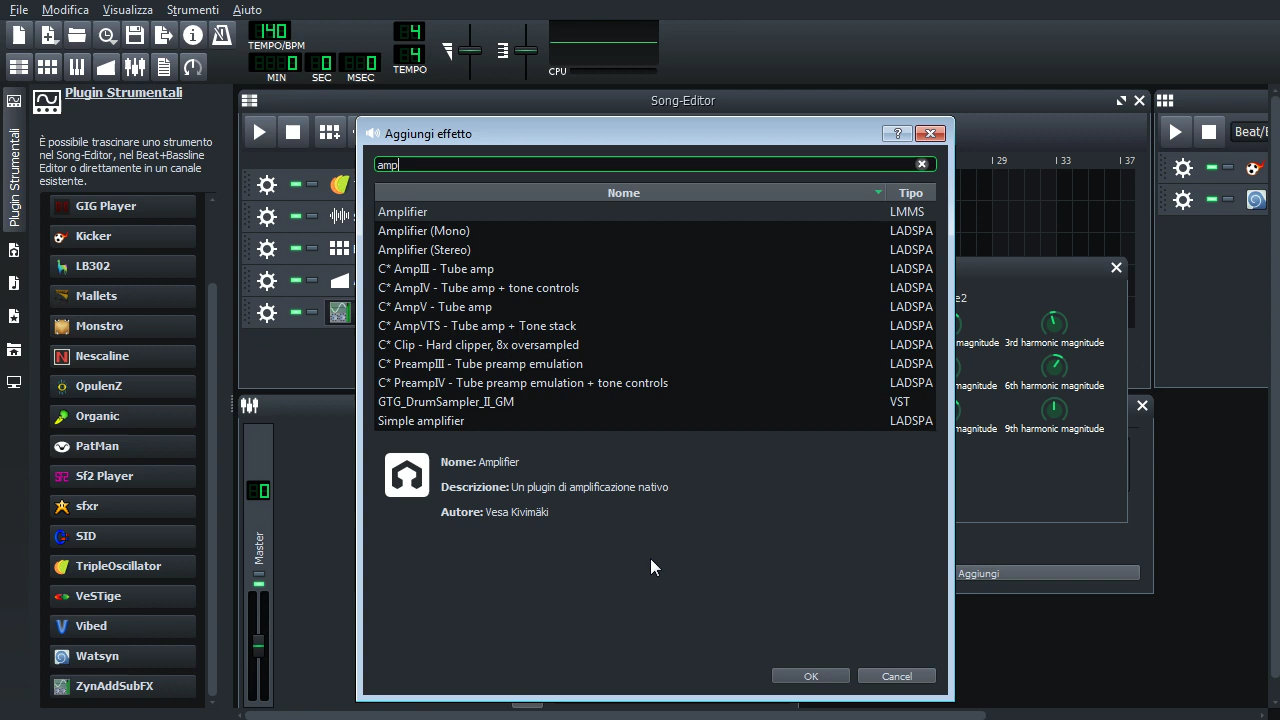 File Modifica Visualizza Strumenti Aiuto
140
TEMPO/BPM
0 0 0
MIN SEC MSEC
4
4
TEMPO
CPU
Plugin Strumentali
Plugin Strumentali
È possibile trascinare uno strumento
nel Song-Editor, nel Beat+Bassline
Editor o direttamente in un canale
esistente.
GIG Player
Kicker
LB302
Mallets
Monstro
Nescaline
OpulenZ
Organic
PatMan
Sf2 Player
sfxr
SID
TripleOscillator
VeSTige
Vibed
Watsyn
ZynAddSubFX
Song-Editor
29 33 37
Beat/B
Aggiungi effetto
?
amp
Nome Tipo
Amplifier LMMS
Amplifier (Mono) LADSPA
Amplifier (Stereo) LADSPA
C* AmpIII - Tube amp LADSPA
C* AmpIV - Tube amp + tone controls LADSPA
C* AmpV - Tube amp LADSPA
C* AmpVTS - Tube amp + Tone stack LADSPA
C* Clip - Hard clipper, 8x oversampled LADSPA
C* PreampIII - Tube preamp emulation LADSPA
C* PreampIV - Tube preamp emulation + tone controls LADSPA
GTG_DrumSampler_II_GM VST
Simple amplifier LADSPA
Nome: Amplifier
Descrizione: Un plugin di amplificazione nativo
Autore: Vesa Kivimäki
OK Cancel
magnitude 3rd harmonic magnitude
magnitude 6th harmonic magnitude
magnitude 9th harmonic magnitude
Aggiungi
0
Master